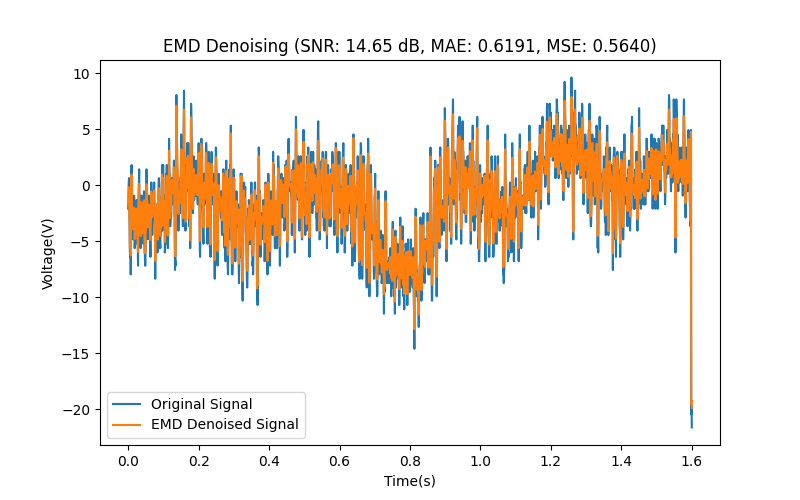 EMD Denoising (SNR: 14.65 dB, MAE: 0.6191, MSE: 0.5640)
10
5
0
−5
−10
−15
−20
Voltage(V)
Original Signal
EMD Denoised Signal
0.0 0.2 0.4 0.6 0.8 1.0 1.2 1.4 1.6
Time(s)